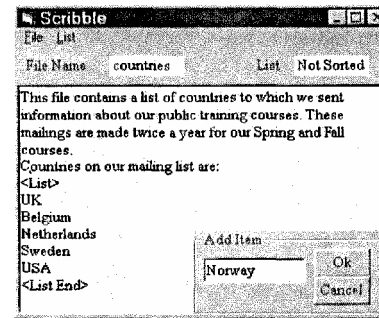 Scribble
File List
File Name countries List Not Sorted
This file contains a list of countries to which we sent
information about our public training courses. These
mailings are made twice a year for our Spring and Fall
courses.
Countries on our mailing list are:
<List>
UK
Belgium
Netherlands
Sweden
USA
<List End>
Add Item
Norway
Ok
Cancel